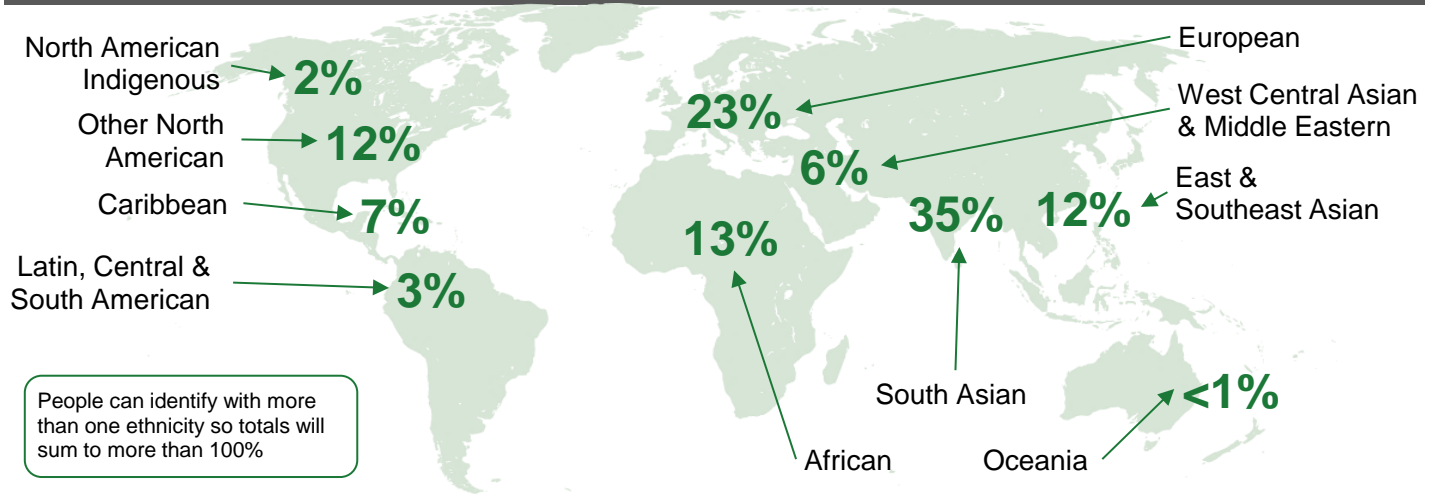 North American
Indigenous
2%
Other North
American
12%
Caribbean
7%
Latin, Central &
South American
3%
European
23%
West Central Asian
& Middle Eastern
6%
East &
Southeast Asian
12%
35%
South Asian
13%
African
<1%
Oceania
People can identify with more
than one ethnicity so totals will
sum to more than 100%